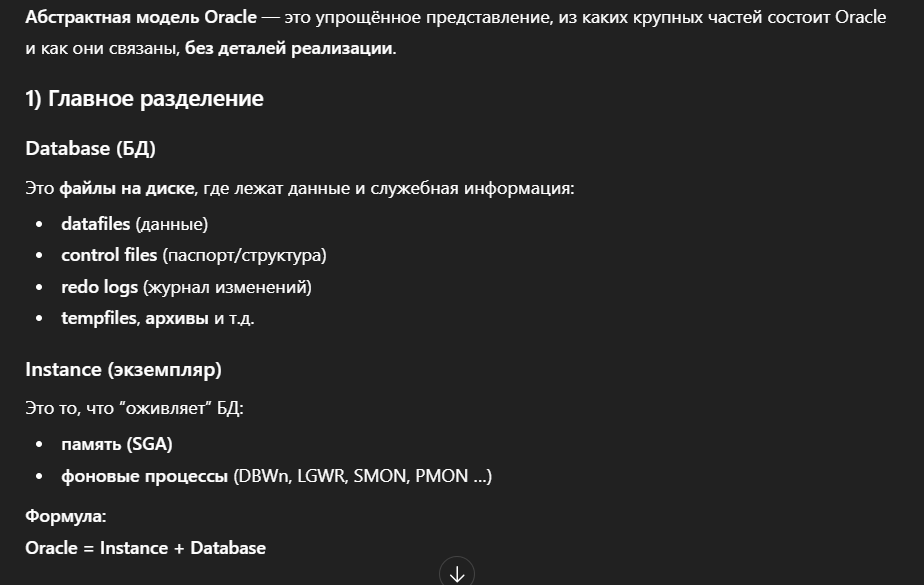 Абстрактная модель Oracle — это упрощённое представление, из каких крупных частей состоит Oracle
и как они связаны, без деталей реализации.
1) Главное разделение
Database (БД)
Это файлы на диске, где лежат данные и служебная информация:
• datafiles (данные)
• control files (паспорт/структура)
• redo logs (журнал изменений)
• tempfiles, архивы и т.д.
Instance (экземпляр)
Это то, что “оживляет” БД:
• память (SGA)
• фоновые процессы (DBWn, LGWR, SMON, PMON …)
Формула:
Oracle = Instance + Database